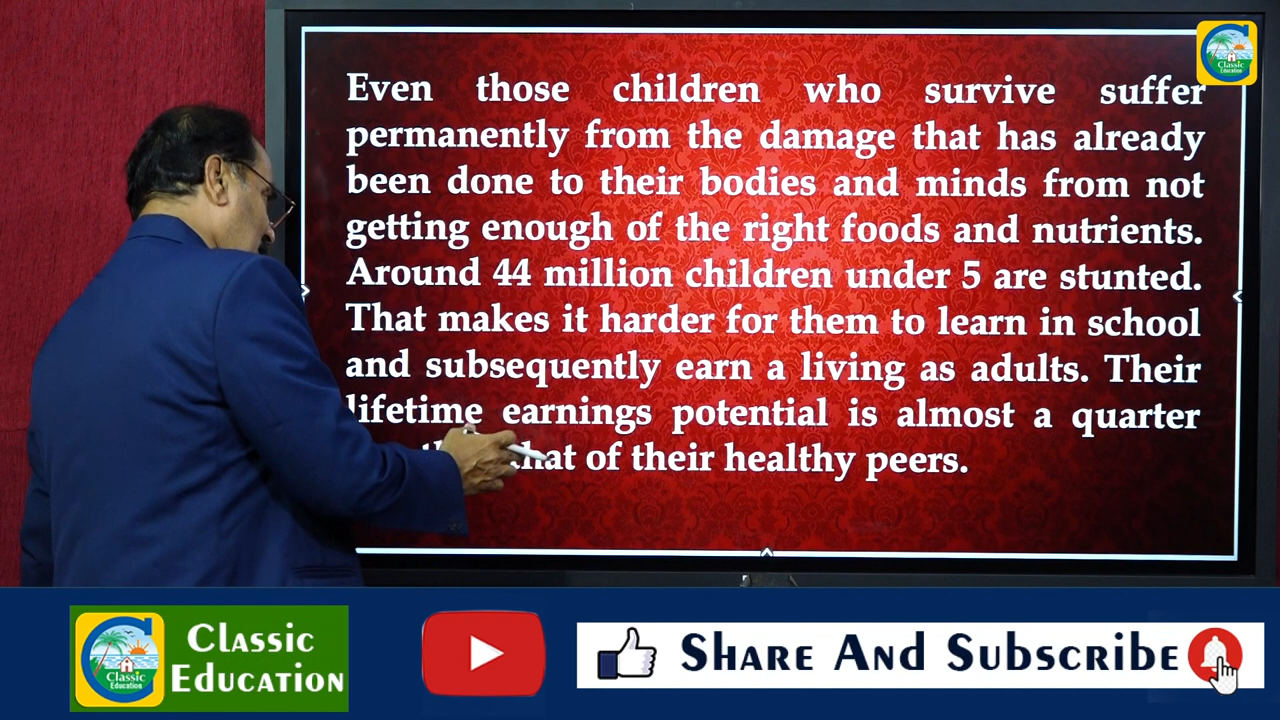 Even those children who survive suffer
permanently from the damage that has already
been done to their bodies and minds from not
getting enough of the right foods and nutrients.
Around 44 million children under 5 are stunted.
That makes it harder for them to learn in school
and subsequently earn a living as adults. Their
lifetime earnings potential is almost a quarter
that of their healthy peers.
Classic
Education
Classic
Education
Classic
Education
Share And Subscribe